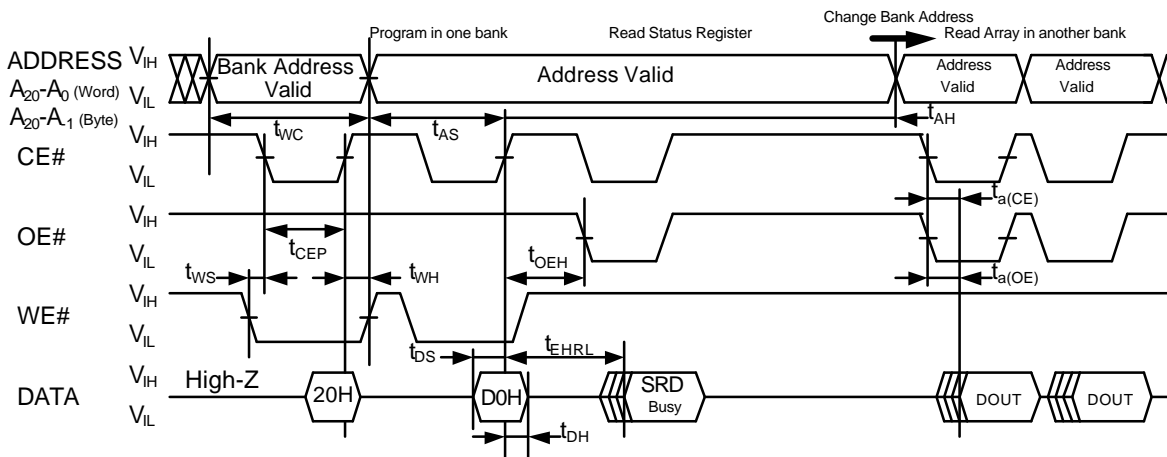 Change Bank Address
Program in one bank Read Status Register Read Array in another bank
ADDRESS VIH Bank Address Valid Address Valid Address Valid Address Valid
A20-A0 (Word) VIL
A20-A-1 (Byte)
tWC tAS tAH
CE# VIH
VIL
ta(CE)
OE# VIH
VIL
tCEP tOEH ta(OE)
tWS tWH
WE# VIH
VIL
tDS tEHRL
DATA VIH High-Z 20H D0H SRD Busy DOUT DOUT
VIL
tDH